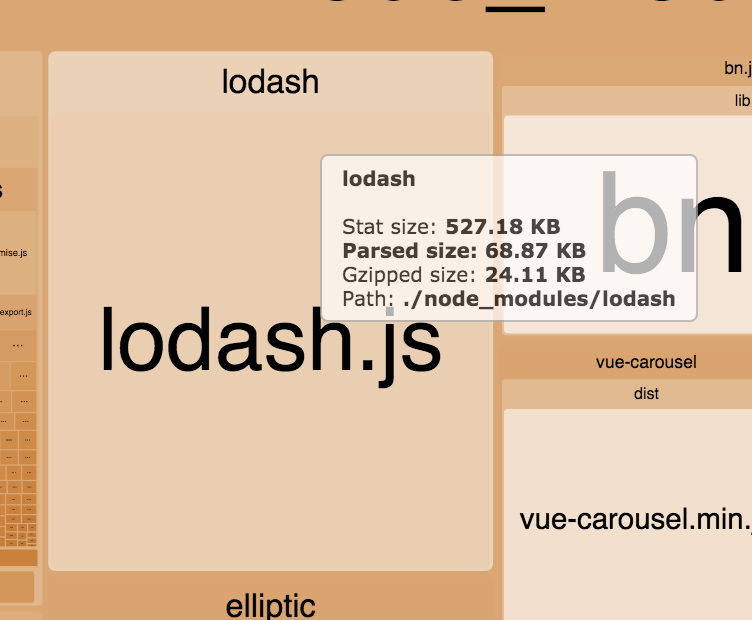 lodash
lodash
Stat size: 527.18 KB
Parsed size: 68.87 KB
Gzipped size: 24.11 KB
Path: ./node_modules/lodash
lodash.js
elliptic
bn.j
lib
bn
vue-carousel
dist
vue-carousel.min.
s
mise.js
export.js
...
...